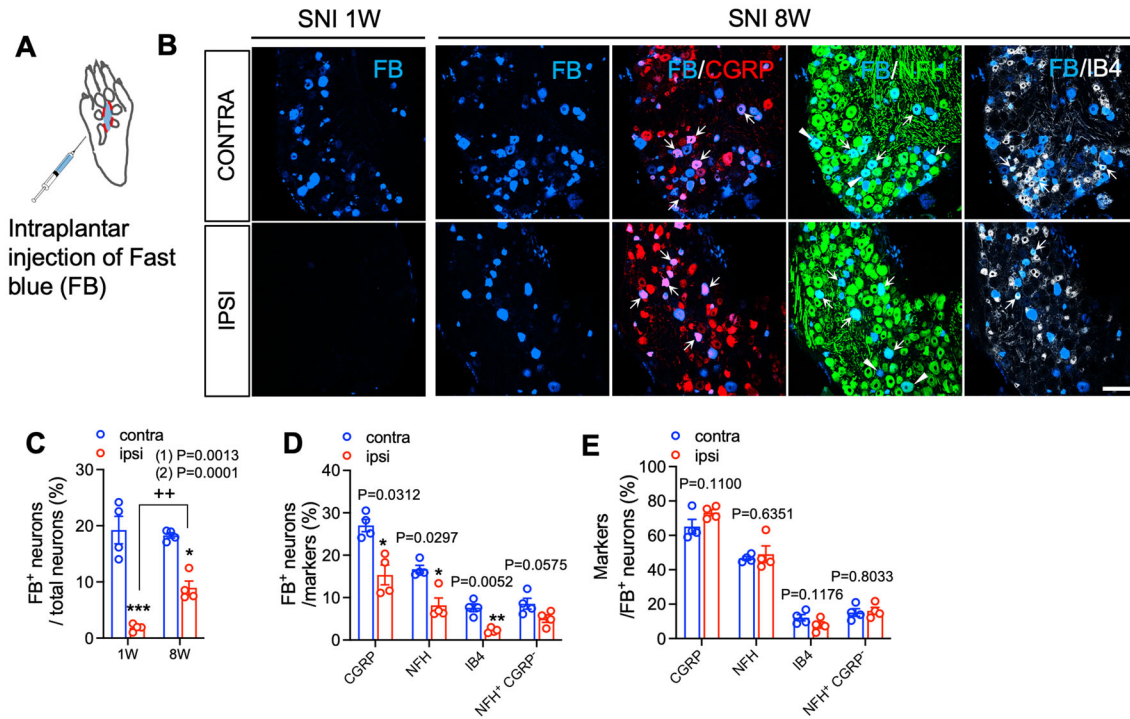 SNI 1W
SNI 8W
A
B
CONTRA
IPSI
FB
FB
FB/CGRP
FB/NFH
FB/IB4
Intraplantar
injection of Fast
blue (FB)
C
contra
ipsi
(1) P=0.0013
(2) P=0.0001
++
***
*
FB⁺ neurons
/ total neurons (%)
30
20
10
0
1W
8W
D
contra
ipsi
P=0.0312
P=0.0297
P=0.0052
P=0.0575
*
*
**
FB⁺ neurons
/markers (%)
40
30
20
10
0
CGRP
NFH
IB4
NFH⁺ CGRP⁻
E
contra
ipsi
P=0.1100
P=0.6351
P=0.1176
P=0.8033
Markers
/FB⁺ neurons (%)
100
80
60
40
20
0
CGRP
NFH
IB4
NFH⁺ CGRP⁻